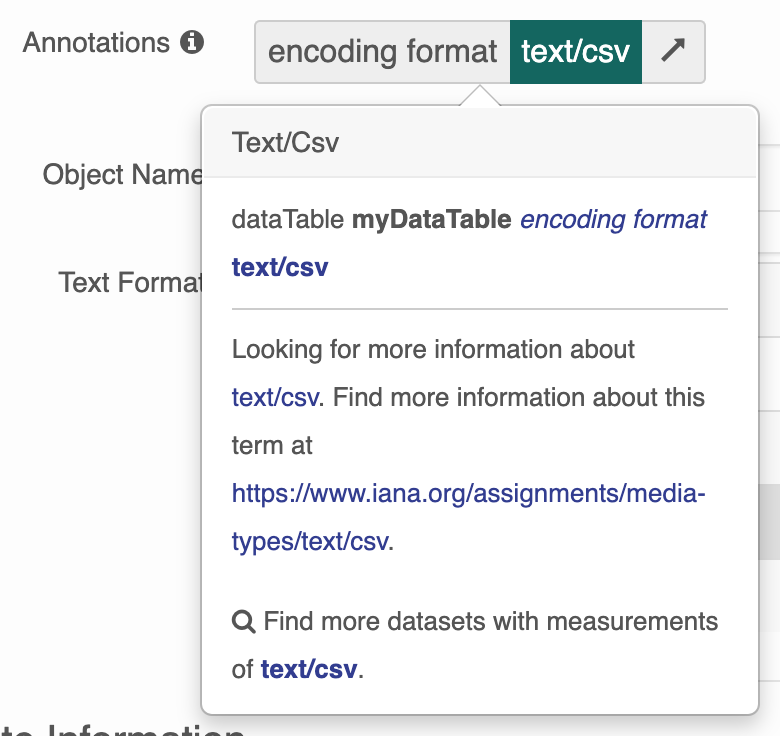 Annotations
encoding format text/csv
Text/Csv
Object Name
dataTable myDataTable encoding format
text/csv
Text Format
Looking for more information about
text/csv. Find more information about this
term at
https://www.iana.org/assignments/media-
types/text/csv.
Find more datasets with measurements
of text/csv.
Information